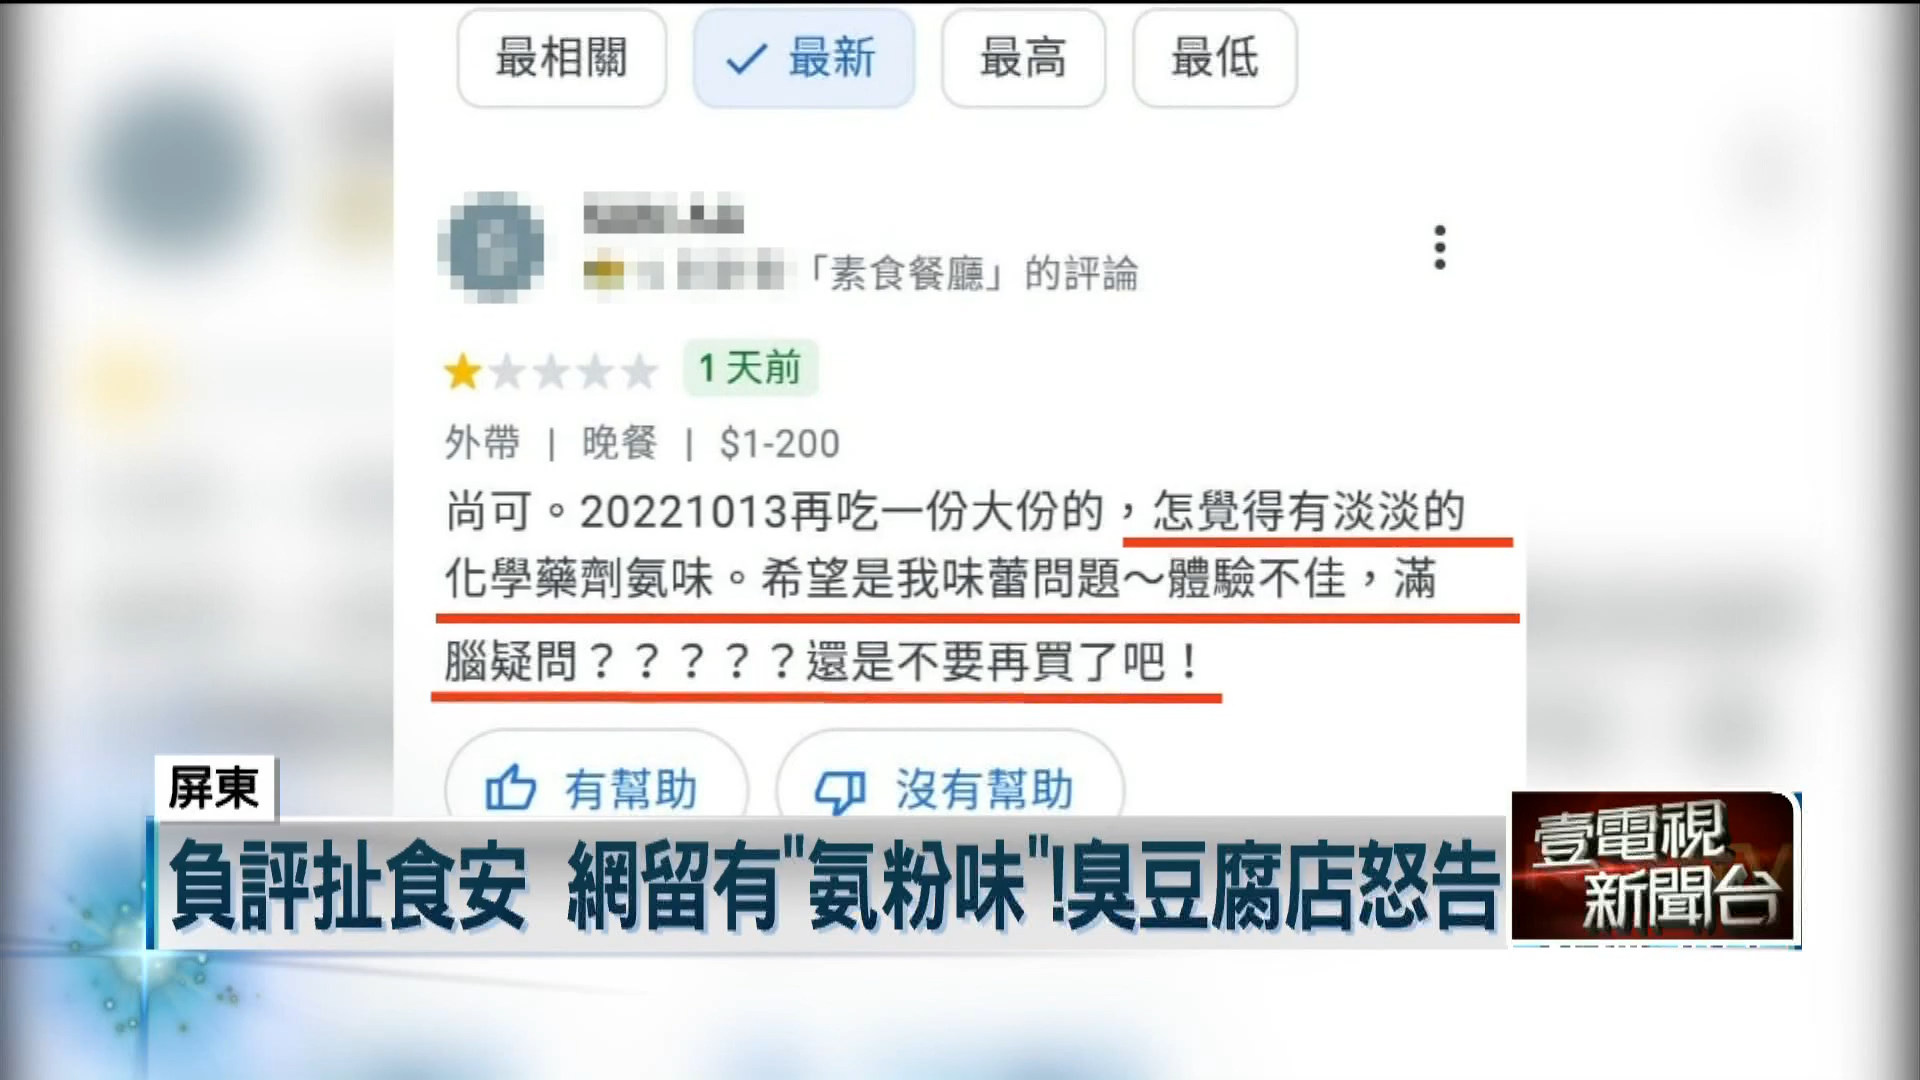 最相關
最新
最高
最低
「素食餐廳」的評論
1 天前
外帶 | 晚餐 | $1-200
尚可。20221013再吃一份大份的，怎覺得有淡淡的
化學藥劑氨味。希望是我味蕾問題～體驗不佳，滿
腦疑問？？？？？還是不要再買了吧！
有幫助
沒有幫助
屏東
負評扯食安 網留有"氨粉味"!臭豆腐店怒告
壹電視
新聞台